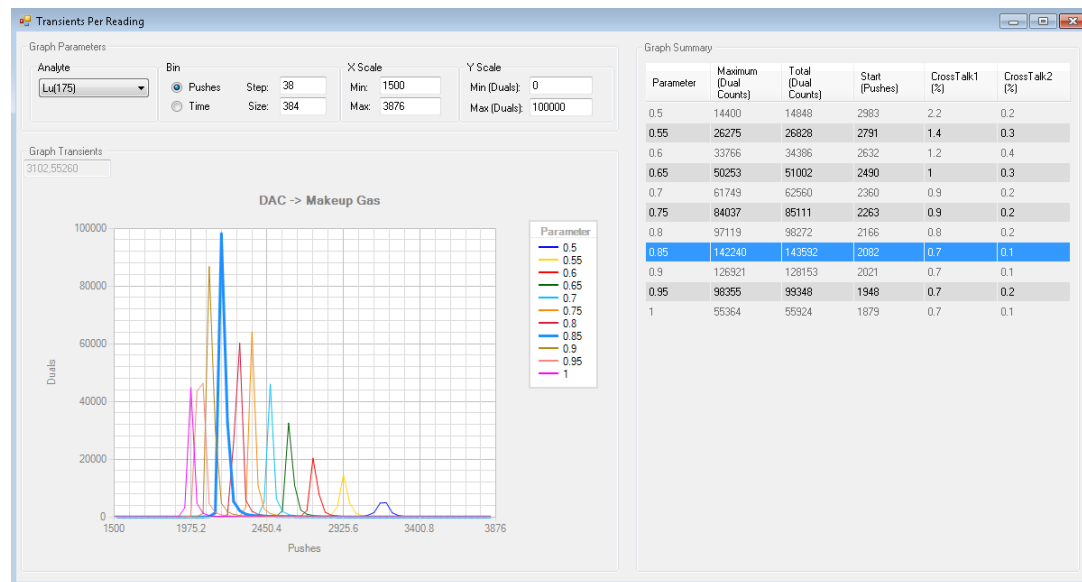 Transients Per Reading
Graph Parameters
Analyte
Lu(175)
Bin
Pushes
Time
Step: 38
Size: 384
X Scale
Min: 1500
Max: 3876
Y Scale
Min (Duals): 0
Max (Duals): 100000
Graph Transients
3102,55260
DAC -> Makeup Gas
100000
80000
60000
40000
20000
0
Duals
1500 1975.2 2450.4 2925.6 3400.8 3876
Pushes
Parameter
0.5
0.55
0.6
0.65
0.7
0.75
0.8
0.85
0.9
0.95
1
Graph Summary
Parameter Maximum (Dual Counts) Total (Dual Counts) Start (Pushes) CrossTalk1 (%) CrossTalk2 (%)
0.5 14400 14848 2983 2.2 0.2
0.55 26275 26828 2791 1.4 0.3
0.6 33766 34386 2632 1.2 0.4
0.65 50253 51002 2490 1 0.3
0.7 61749 62560 2360 0.9 0.2
0.75 84037 85111 2263 0.9 0.2
0.8 97119 98272 2166 0.8 0.2
0.85 142240 143592 2082 0.7 0.1
0.9 126921 128153 2021 0.7 0.1
0.95 98355 99348 1948 0.7 0.2
1 55364 55924 1879 0.7 0.1